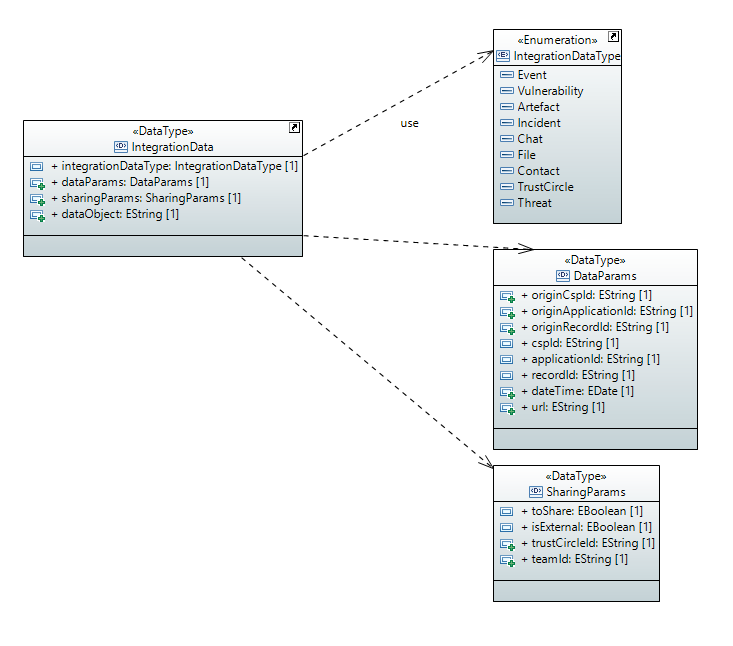 «Enumeration»
IntegrationDataType
Event
Vulnerability
Artefact
Incident
Chat
File
Contact
TrustCircle
Threat
use
«DataType»
IntegrationData
+ integrationDataType: IntegrationDataType [1]
+ dataParams: DataParams [1]
+ sharingParams: SharingParams [1]
+ dataObject: EString [1]
«DataType»
DataParams
+ originCspId: EString [1]
+ originApplicationId: EString [1]
+ originRecordId: EString [1]
+ cspId: EString [1]
+ applicationId: EString [1]
+ recordId: EString [1]
+ dateTime: EDate [1]
+ url: EString [1]
«DataType»
SharingParams
+ toShare: EBoolean [1]
+ isExternal: EBoolean [1]
+ trustCircleId: EString [1]
+ teamId: EString [1]